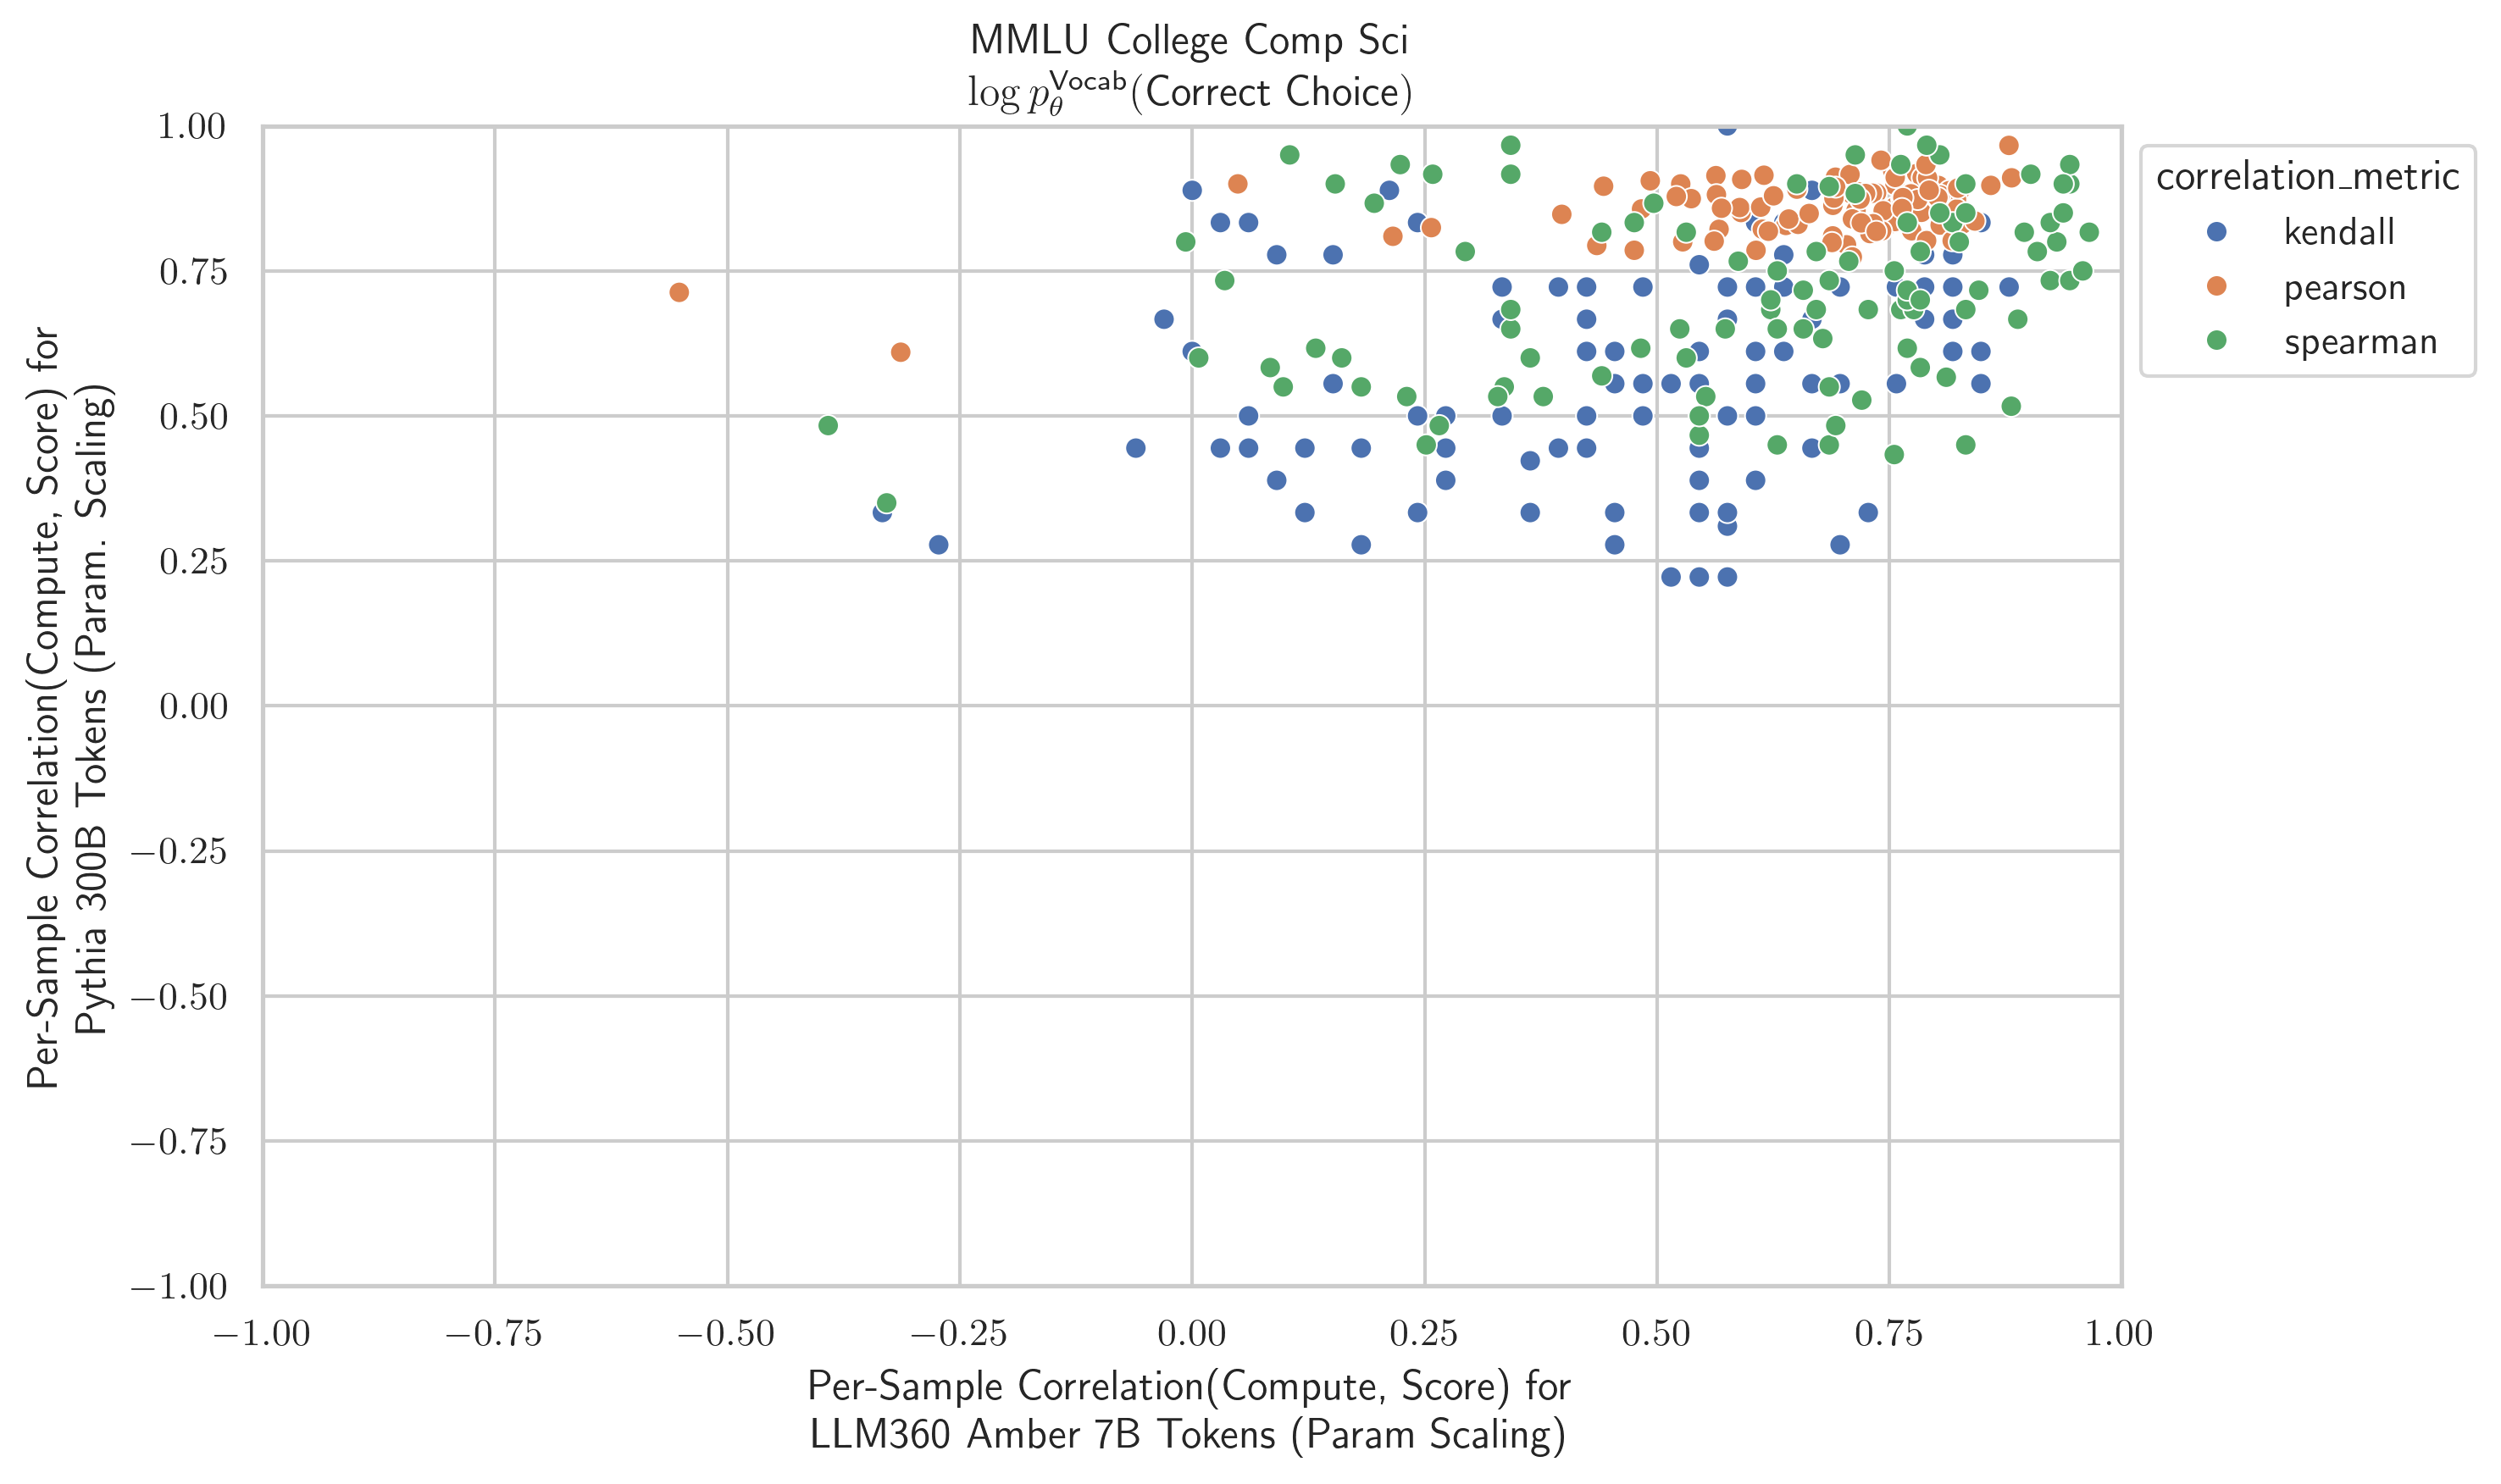 MMLU College Comp Sci
log p_θ^Vocab(Correct Choice)
1.00
0.75
0.50
0.25
0.00
−0.25
−0.50
−0.75
−1.00
Per-Sample Correlation(Compute, Score) for
Pythia 300B Tokens (Param. Scaling)
−1.00 −0.75 −0.50 −0.25 0.00 0.25 0.50 0.75 1.00
Per-Sample Correlation(Compute, Score) for
LLM360 Amber 7B Tokens (Param Scaling)
correlation_metric
kendall
pearson
spearman